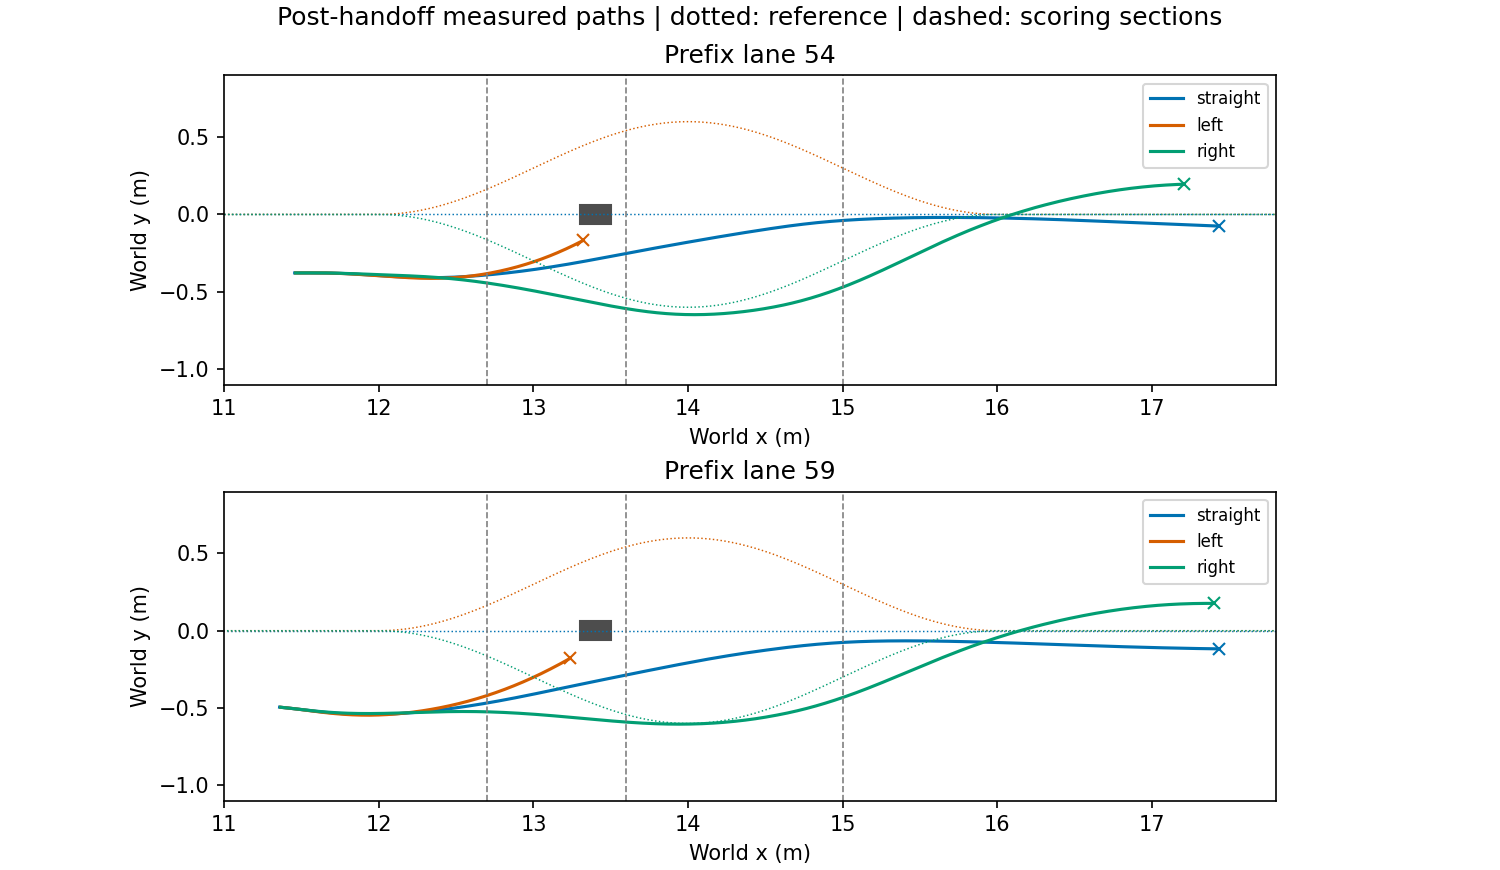 Post-handoff measured paths | dotted: reference | dashed: scoring sections
Prefix lane 54
World y (m)
0.5
0.0
−0.5
−1.0
straight
left
right
11 12 13 14 15 16 17
World x (m)
Prefix lane 59
World y (m)
0.5
0.0
−0.5
−1.0
straight
left
right
11 12 13 14 15 16 17
World x (m)